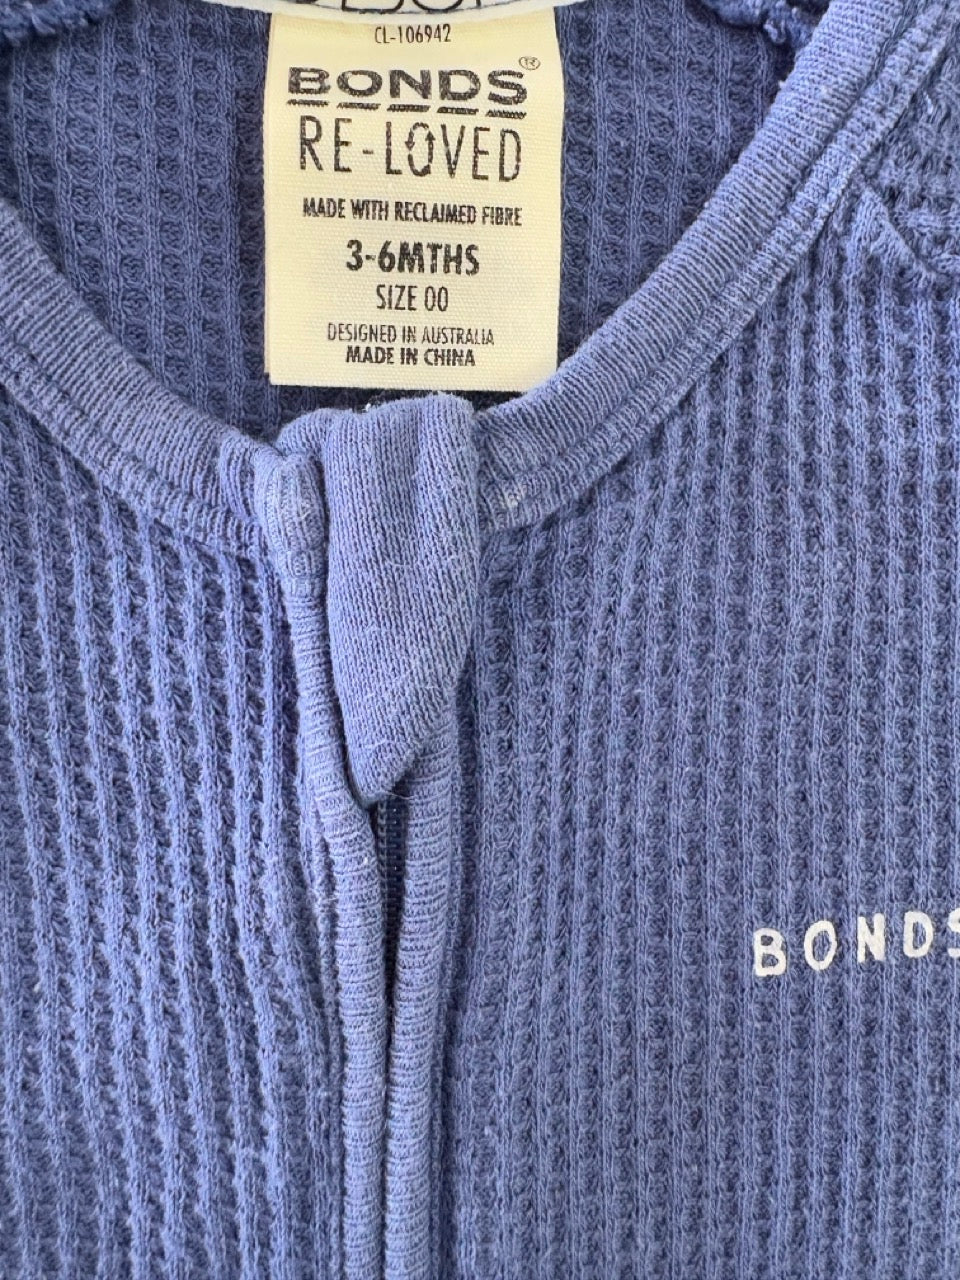 CL-106942
BONDS®
RE-LOVED
MADE WITH RECLAIMED FIBRE
3-6MTHS
SIZE 00
DESIGNED IN AUSTRALIA
MADE IN CHINA
BONDS